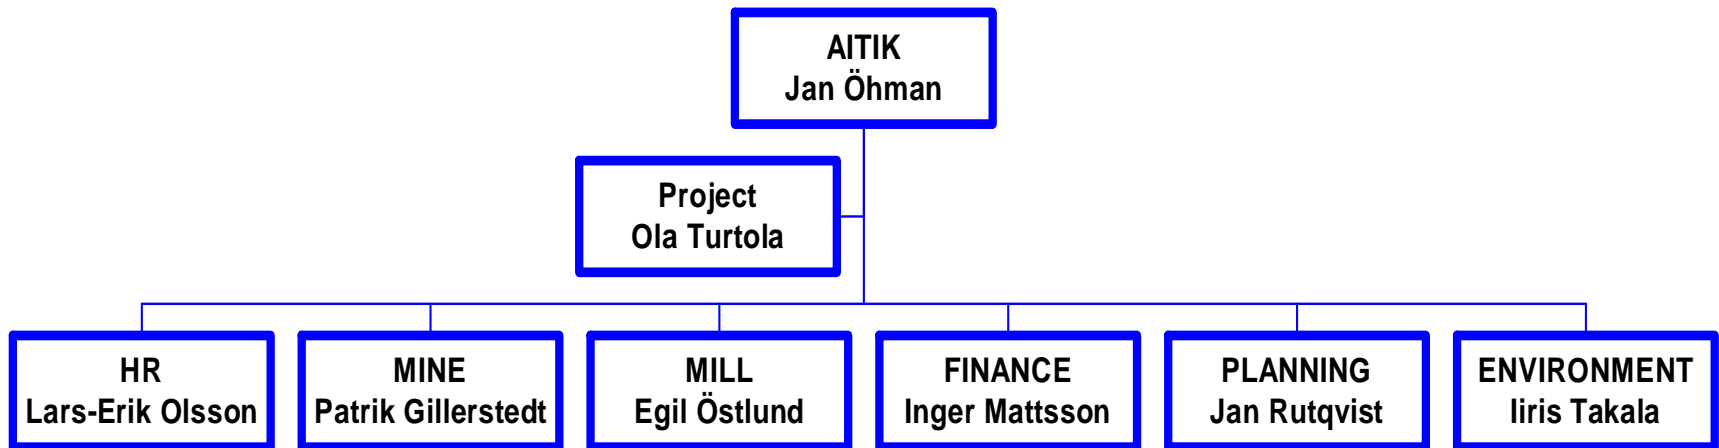 AITIK
Jan Öhman
Project
Ola Turtola
HR
Lars-Erik Olsson
MINE
Patrik Gillerstedt
MILL
Egil Östlund
FINANCE
Inger Mattsson
PLANNING
Jan Rutqvist
ENVIRONMENT
Iiris Takala